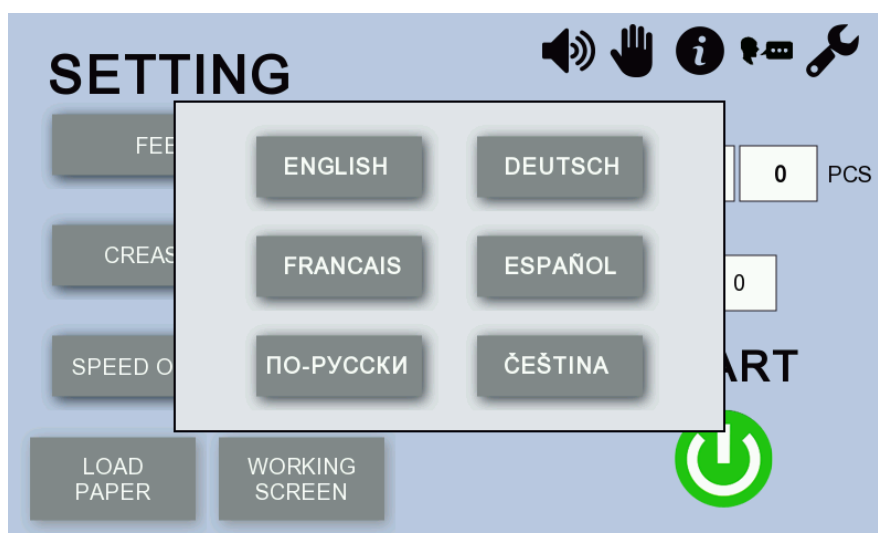 SETTING
FEE
ENGLISH
DEUTSCH
0
PCS
CREAS
FRANCAIS
ESPAÑOL
0
SPEED O
ПО-РУССКИ
ČEŠTINA
ART
LOAD
PAPER
WORKING
SCREEN